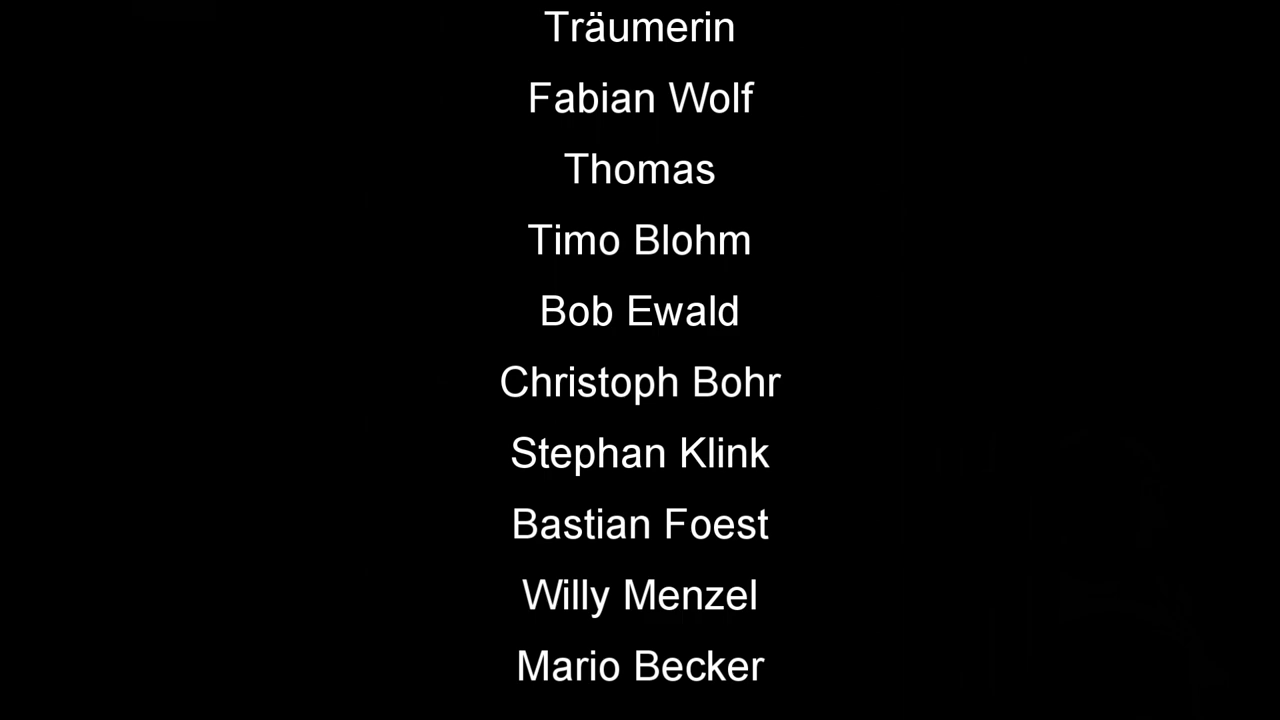 Träumerin
Fabian Wolf
Thomas
Timo Blohm
Bob Ewald
Christoph Bohr
Stephan Klink
Bastian Foest
Willy Menzel
Mario Becker